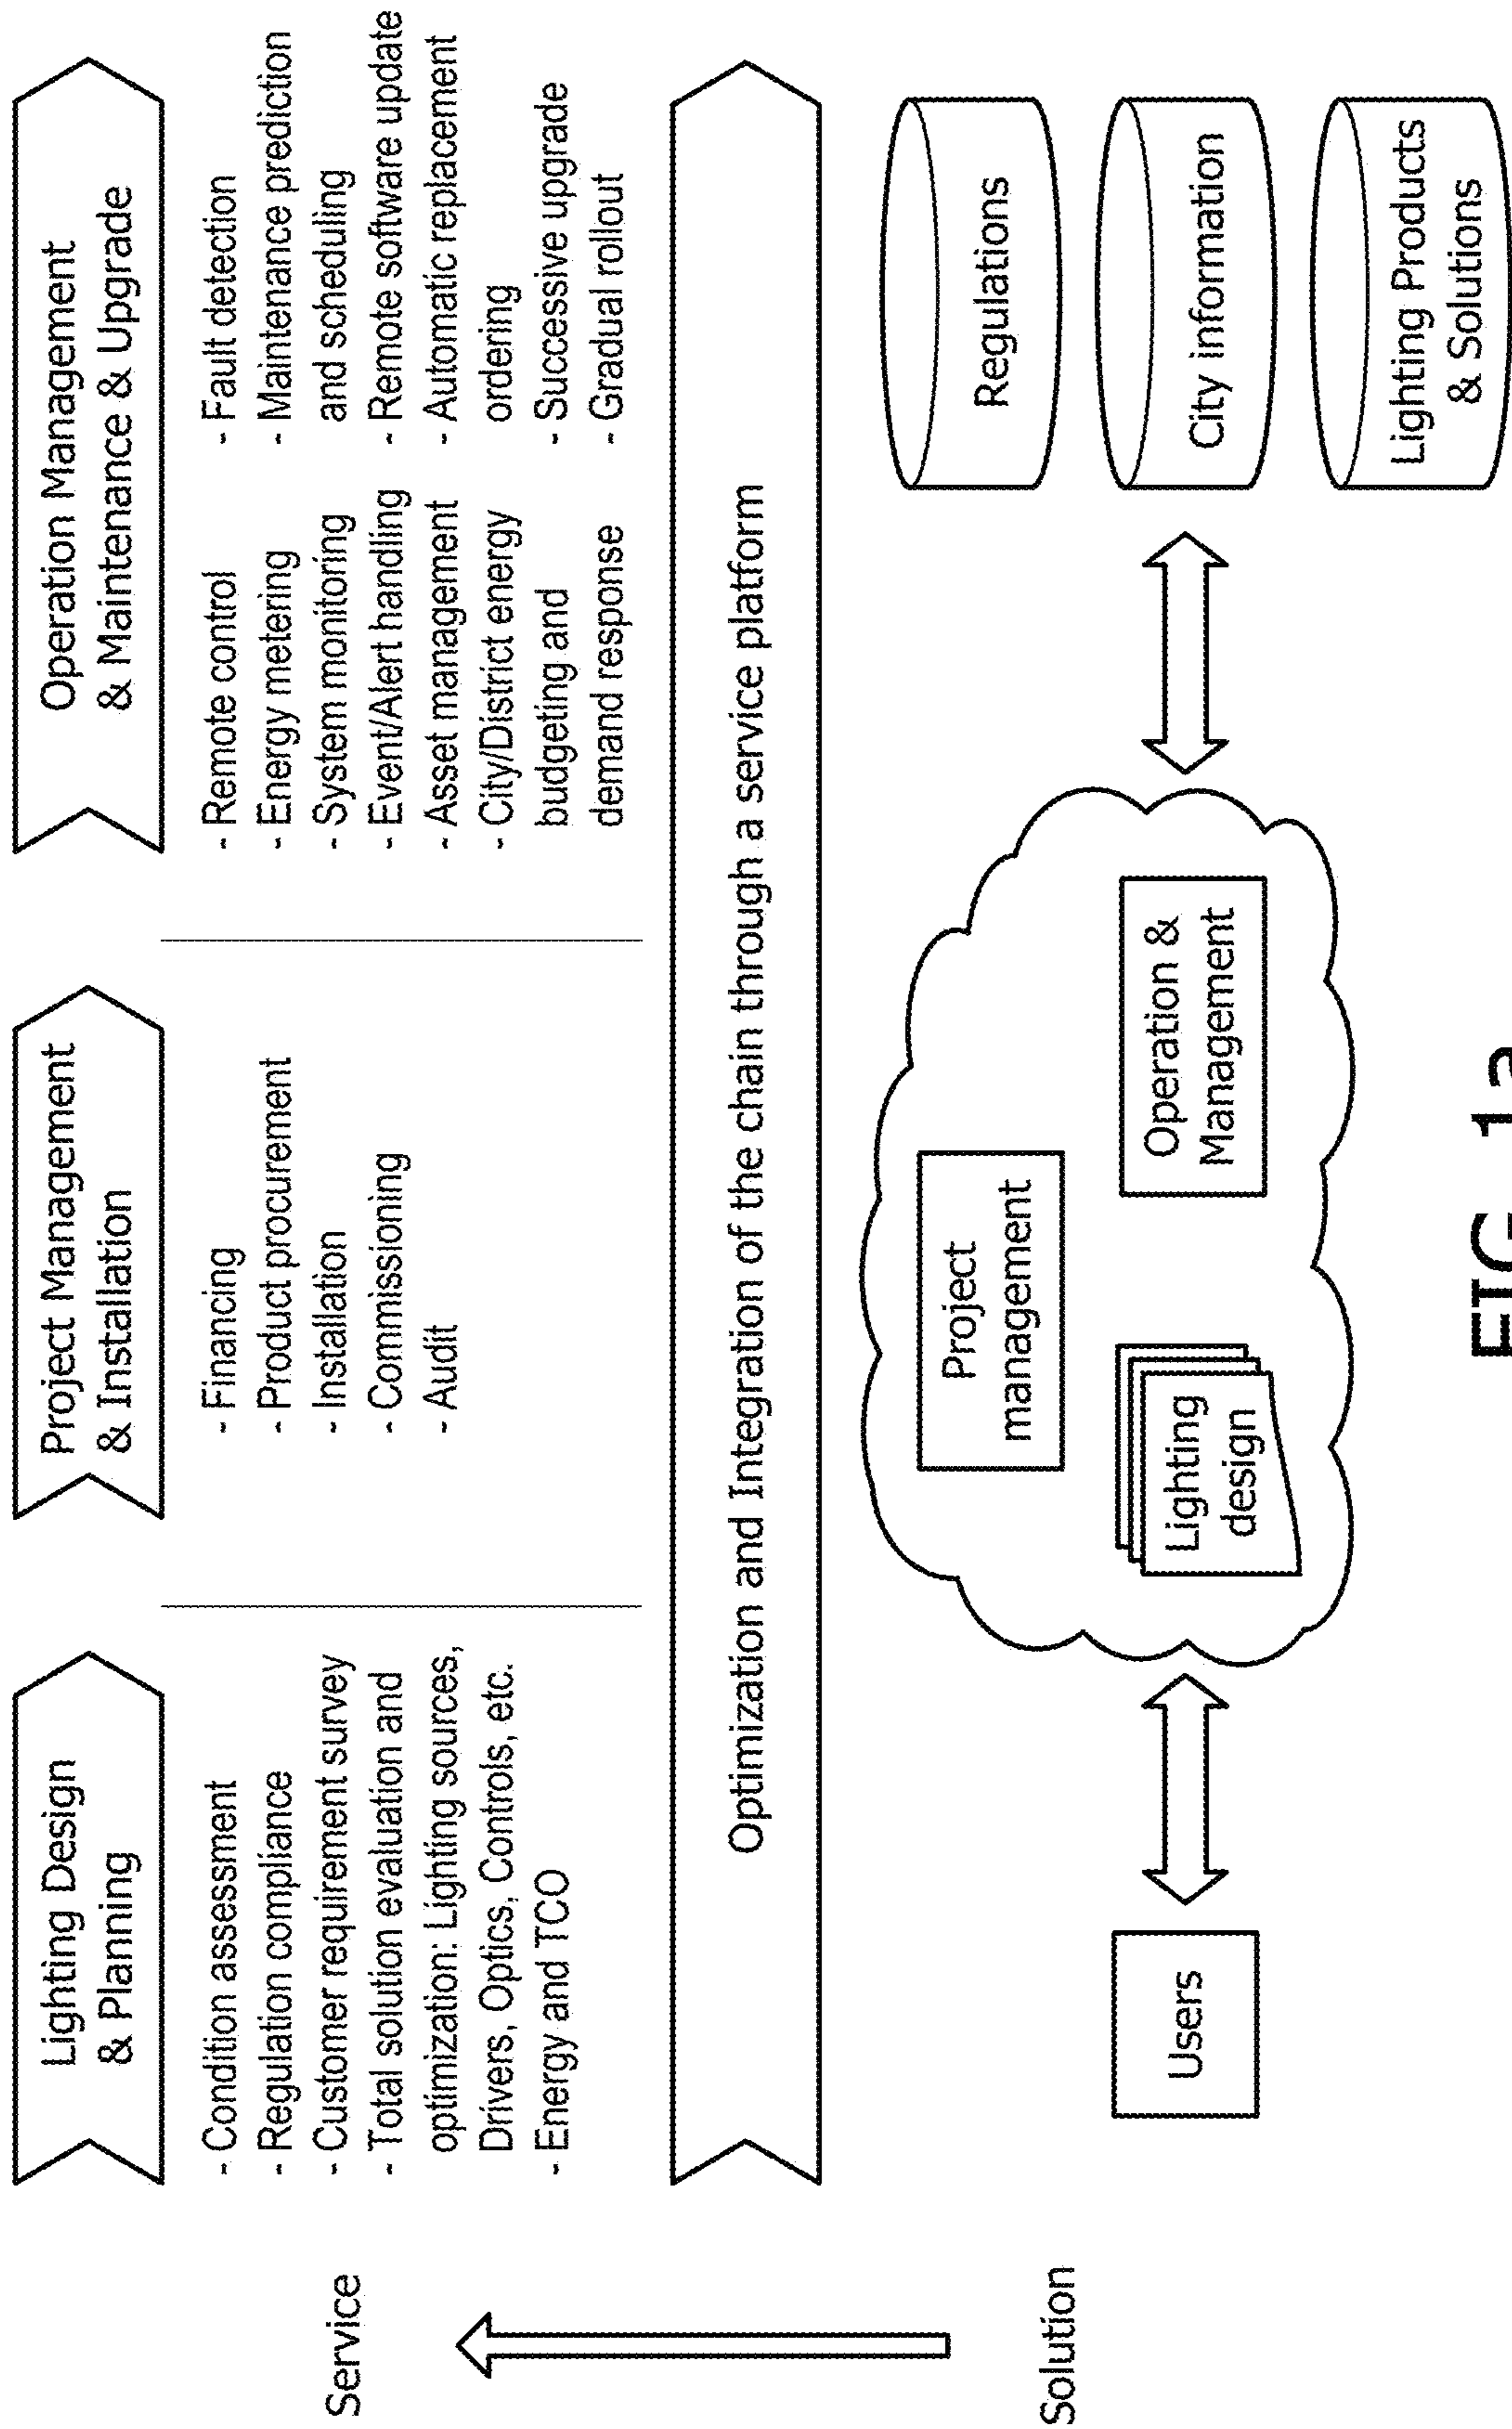 Service
Solution
Lighting Design
& Planning
- Condition assessment
- Regulation compliance
- Customer requirement survey
- Total solution evaluation and
optimization: Lighting sources,
Drivers, Optics, Controls, etc.
- Energy and TCO
Project Management
& Installation
- Financing
- Product procurement
- Installation
- Commissioning
- Audit
Operation Management
& Maintenance & Upgrade
- Remote control
- Energy metering
- System monitoring
- Event/Alert handling
- Asset management
- City/District energy
budgeting and
demand response
- Fault detection
- Maintenance prediction
and scheduling
- Remote software update
- Automatic replacement
ordering
- Successive upgrade
- Gradual rollout
Optimization and Integration of the chain through a service platform
Users
Project
management
Lighting
design
Operation &
Management
Regulations
City information
Lighting Products
& Solutions
FIG. 1a